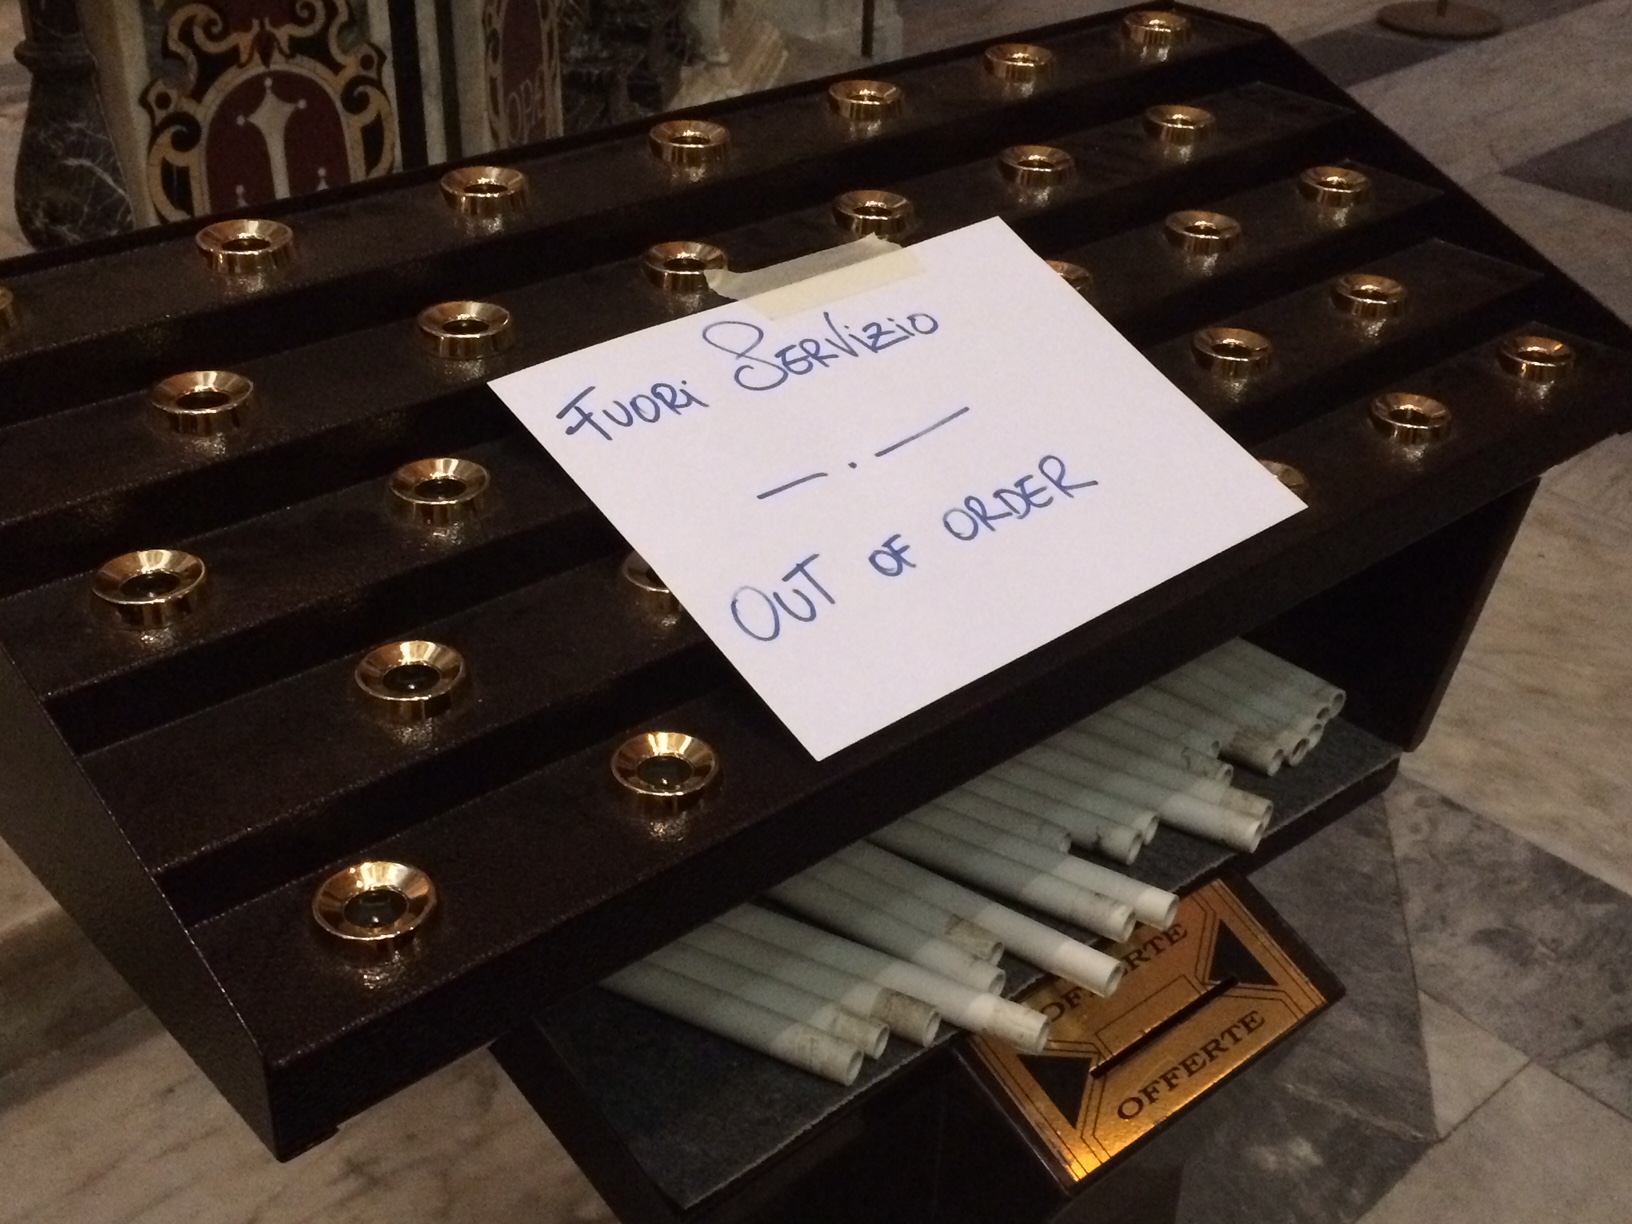 Fuori Servizio
— . —
Out of order
OFFERTE
OFFERTE